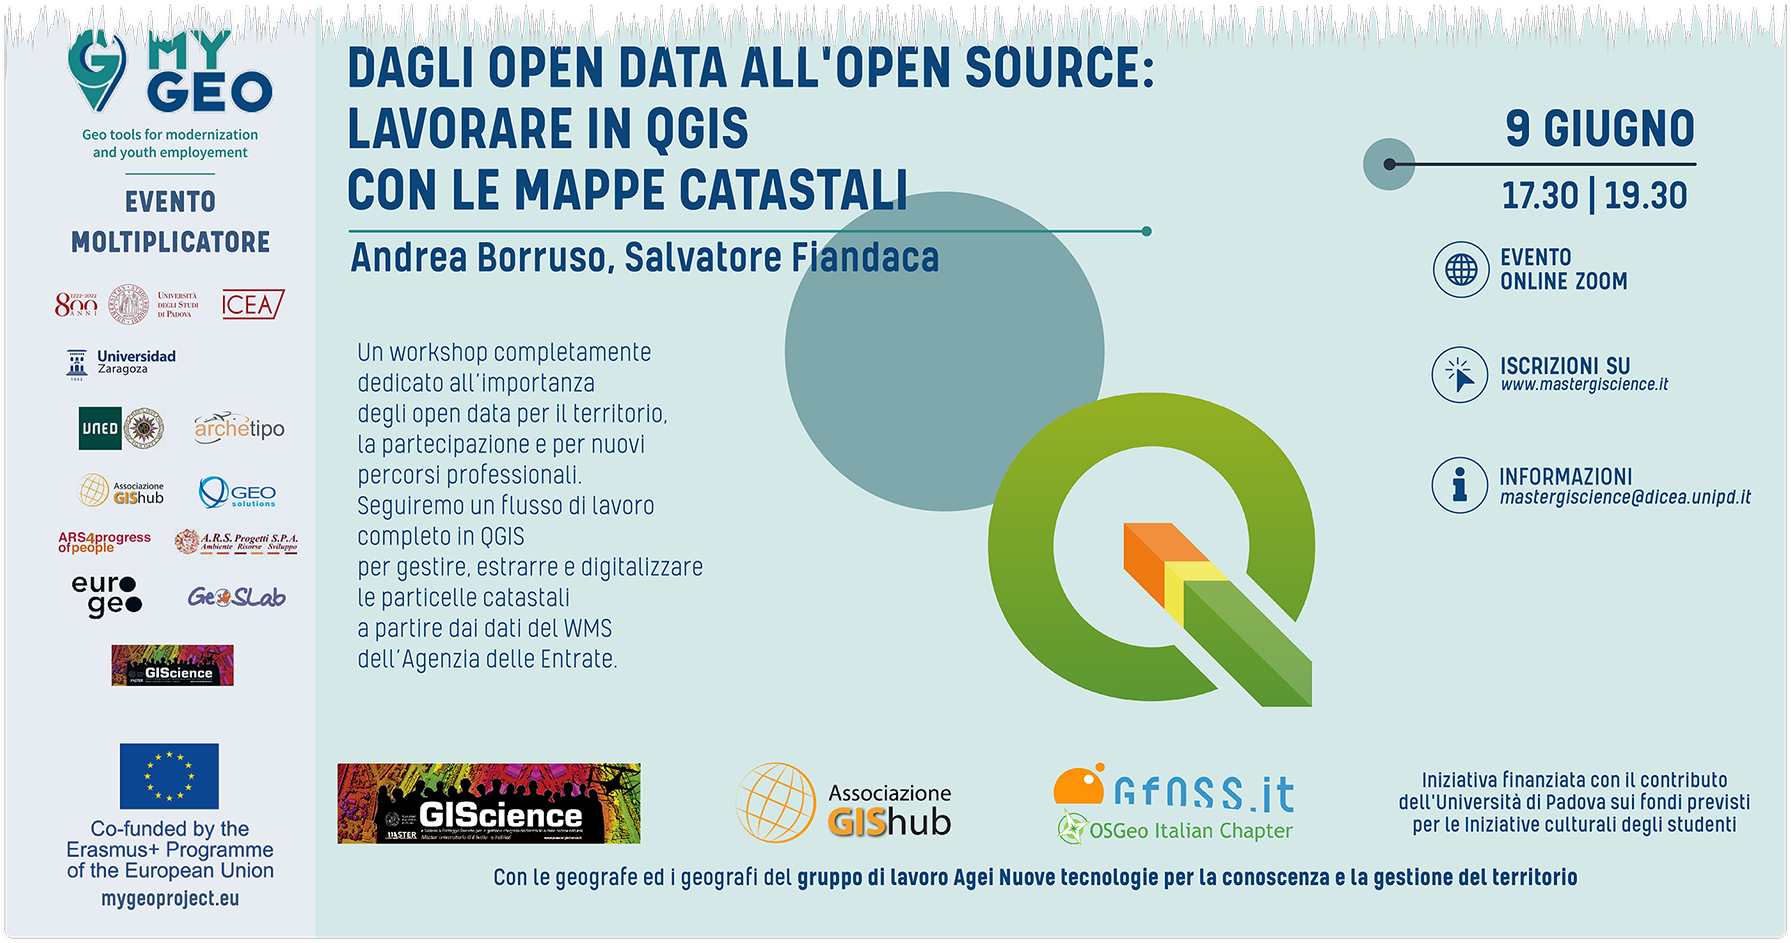 MY
GEO
Geo tools for modernization
and youth employement
EVENTO
MOLTIPLICATORE
1222-2022
800
ANNI
UNIVERSITÀ
DEGLI STUDI
DI PADOVA
ICEA
Universidad
Zaragoza
1542
UNED
archetipo
Associazione
GIShub
GEO
solutions
ARS4progress
of people
A.R.S. Progetti S.P.A.
Ambiente Risorse Sviluppo
euro
geo
GeoSLab
GIScience
Co-funded by the
Erasmus+ Programme
of the European Union
mygeoproject.eu
DAGLI OPEN DATA ALL'OPEN SOURCE:
LAVORARE IN QGIS
CON LE MAPPE CATASTALI
Andrea Borruso, Salvatore Fiandaca
Un workshop completamente
dedicato all'importanza
degli open data per il territorio,
la partecipazione e per nuovi
percorsi professionali.
Seguiremo un flusso di lavoro
completo in QGIS
per gestire, estrarre e digitalizzare
le particelle catastali
a partire dai dati del WMS
dell'Agenzia delle Entrate.
9 GIUGNO
17.30 | 19.30
EVENTO
ONLINE ZOOM
ISCRIZIONI SU
www.mastergiscience.it
INFORMAZIONI
mastergiscience@dicea.unipd.it
GIScience
MASTER
Associazione
GIShub
GFOSS.it
OSGeo Italian Chapter
Iniziativa finanziata con il contributo
dell'Università di Padova sui fondi previsti
per le Iniziative culturali degli studenti
Con le geografe ed i geografi del gruppo di lavoro Agei Nuove tecnologie per la conoscenza e la gestione del territorio